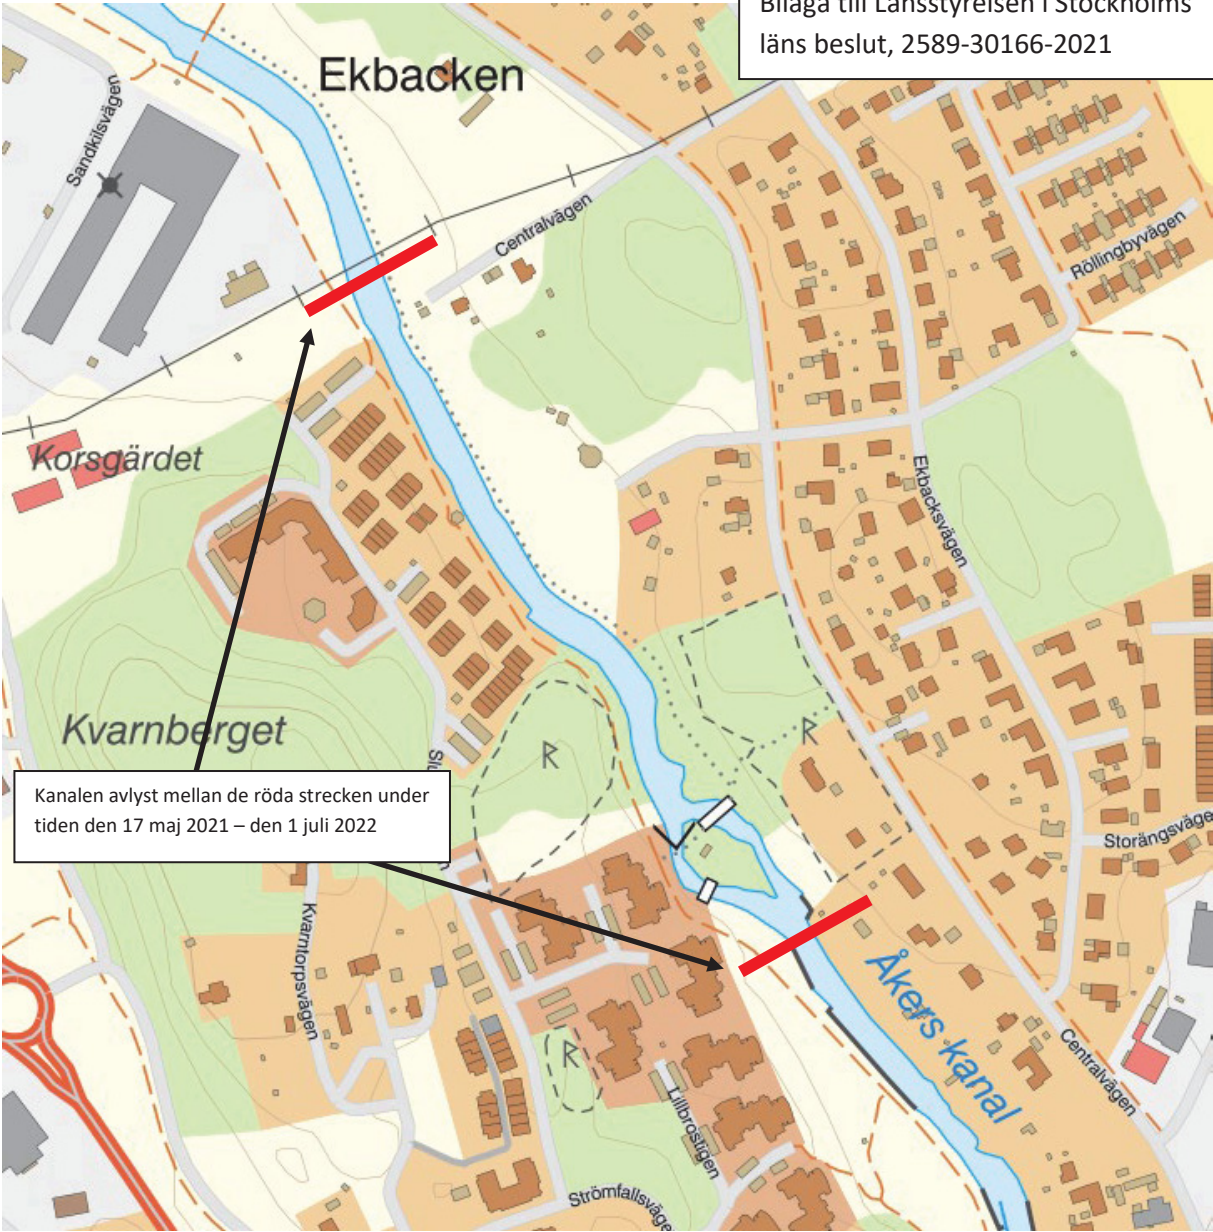 Bilaga till Länsstyrelsen i Stockholms
läns beslut, 2589-30166-2021
Ekbacken
Sandkilsvägen
Centralvägen
Röllingbyvägen
Korsgärdet
Ekbacksvägen
Kvarnberget
R
R
Kanalen avlyst mellan de röda strecken under
tiden den 17 maj 2021 – den 1 juli 2022
Storängsväge
Kvarntorpsvägen
Åkers kanal
R
Centralvägen
Lillbrostigen
Strömfallsväge